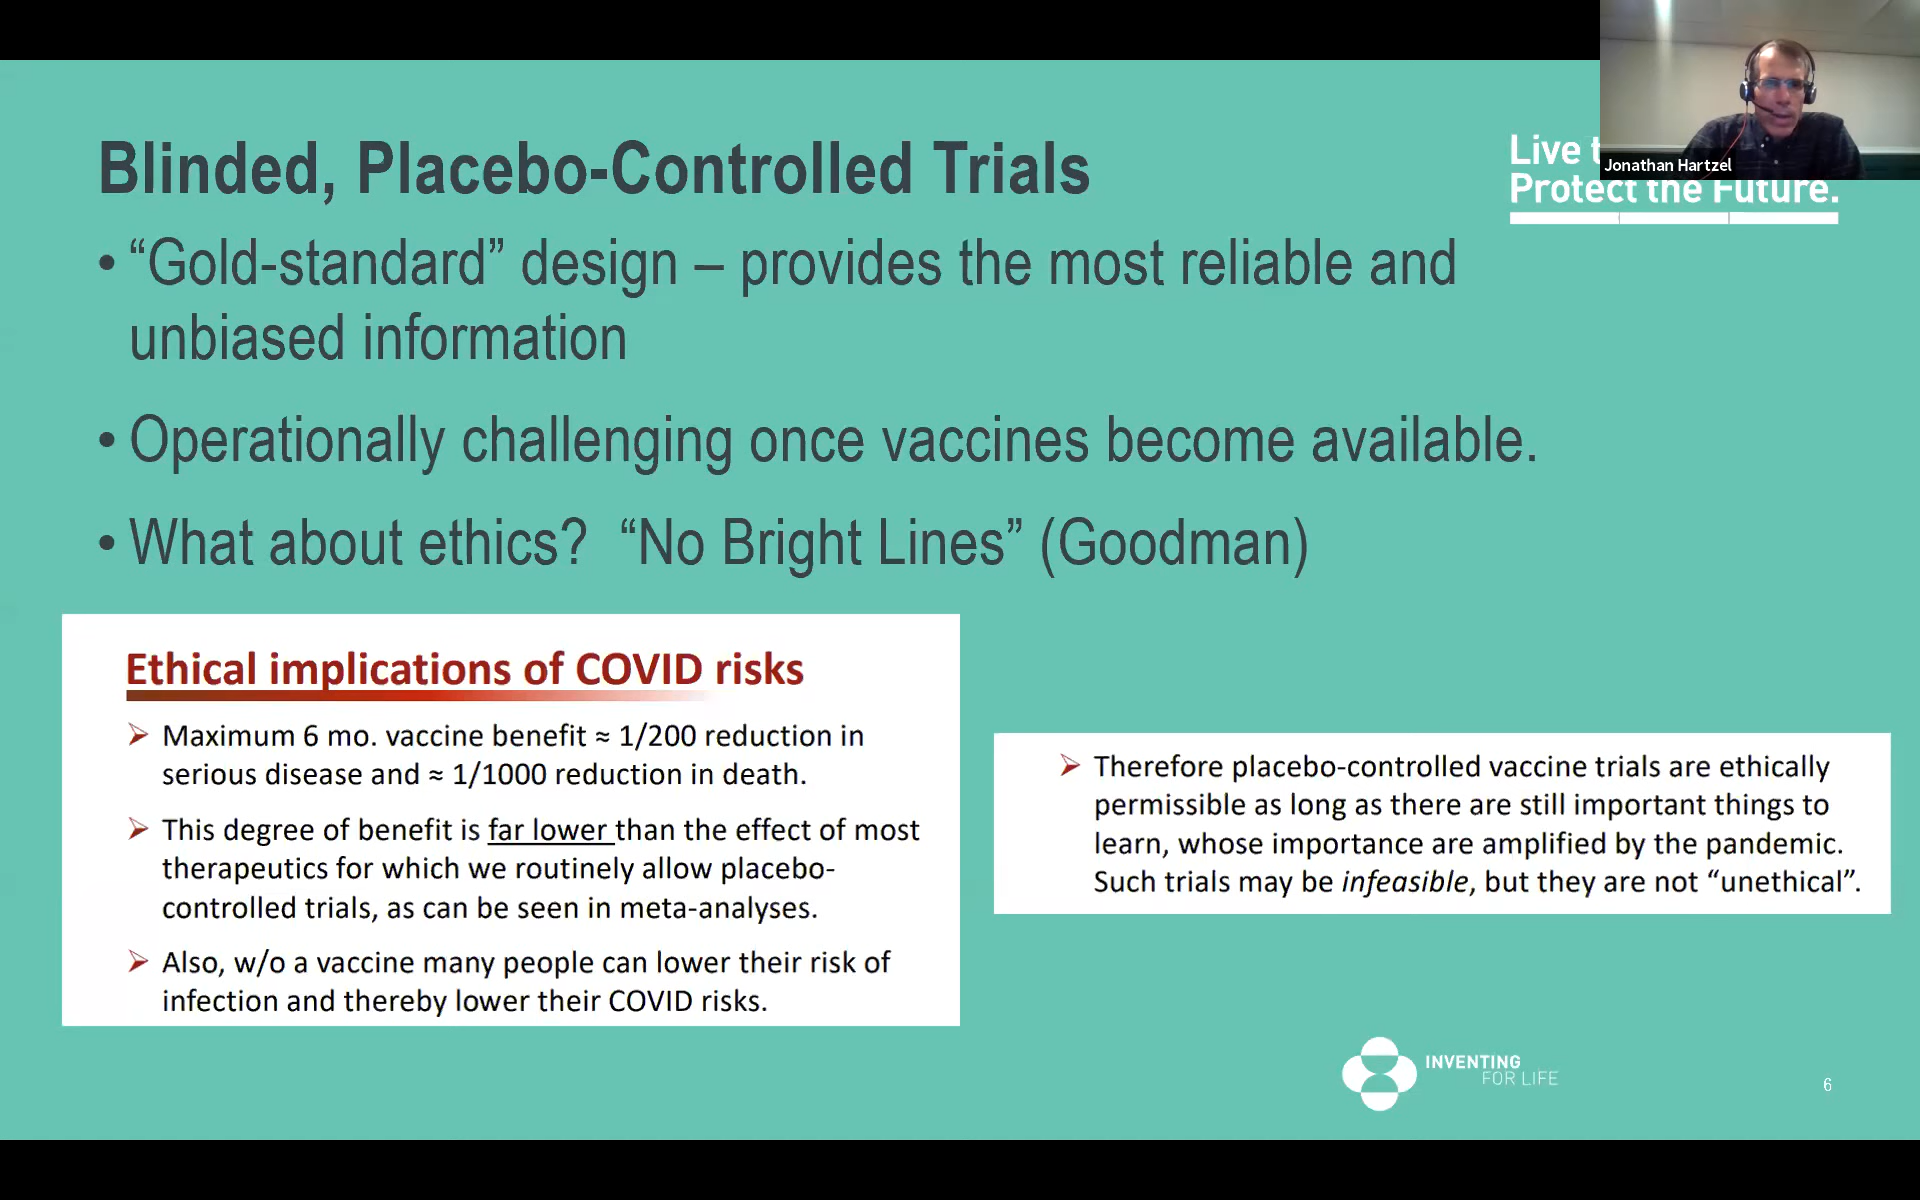 Blinded, Placebo-Controlled Trials
Live
Jonathan Hartzel
Protect the Future.
• “Gold-standard” design – provides the most reliable and
unbiased information
• Operationally challenging once vaccines become available.
• What about ethics?  “No Bright Lines” (Goodman)
Ethical implications of COVID risks
Maximum 6 mo. vaccine benefit ≈ 1/200 reduction in
serious disease and ≈ 1/1000 reduction in death.
This degree of benefit is far lower than the effect of most
therapeutics for which we routinely allow placebo-
controlled trials, as can be seen in meta-analyses.
Also, w/o a vaccine many people can lower their risk of
infection and thereby lower their COVID risks.
Therefore placebo-controlled vaccine trials are ethically
permissible as long as there are still important things to
learn, whose importance are amplified by the pandemic.
Such trials may be infeasible, but they are not “unethical”.
INVENTING
FOR LIFE
6